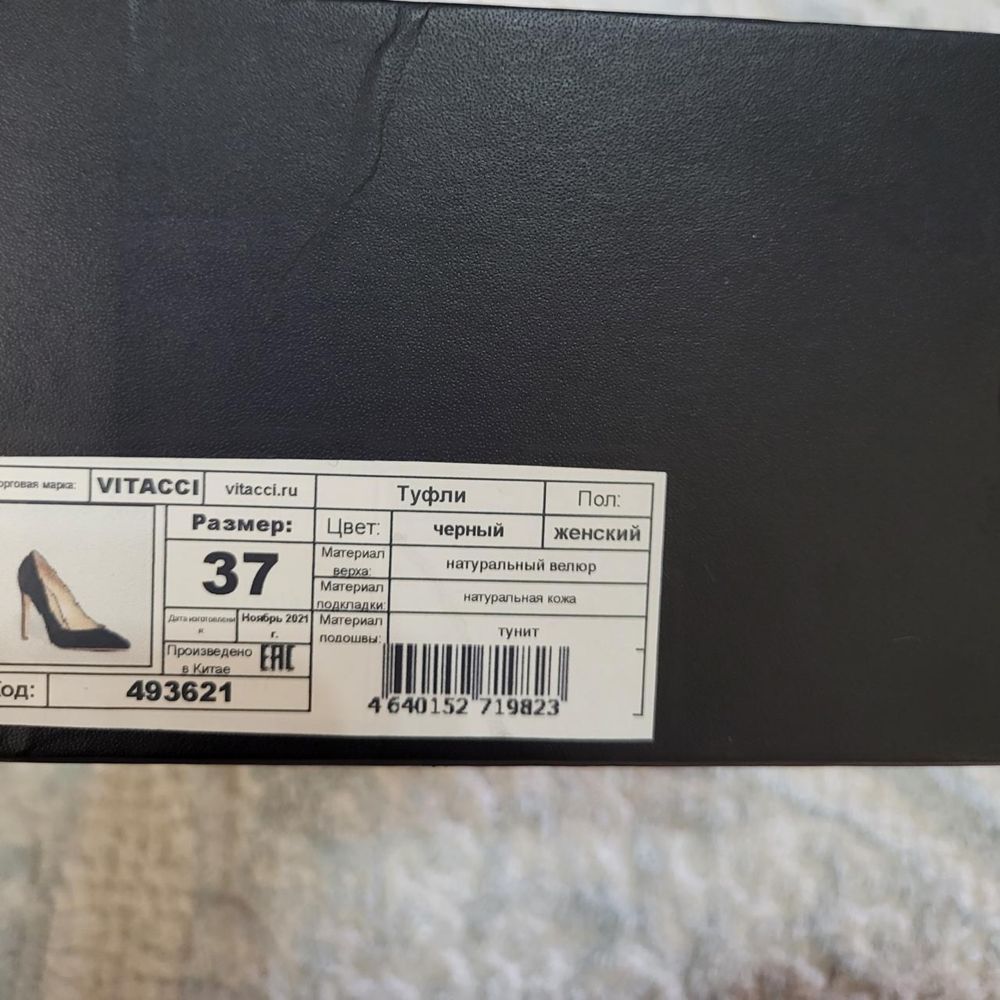 орговая марка: VITACCI vitacci.ru Туфли Пол:
Размер: Цвет: черный женский
37
Материал верха: натуральный велюр
Материал подкладки: натуральная кожа
Материал подошвы: тунит
Ноябрь 2021 г.
Произведено в Китае EAC
од: 493621
4 640152 719823